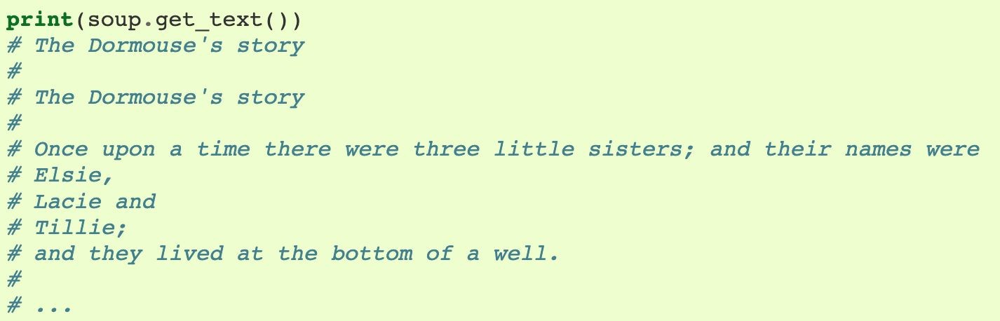 print(soup.get_text())
# The Dormouse's story
#
# The Dormouse's story
#
# Once upon a time there were three little sisters; and their names were
# Elsie,
# Lacie and
# Tillie;
# and they lived at the bottom of a well.
#
# ...